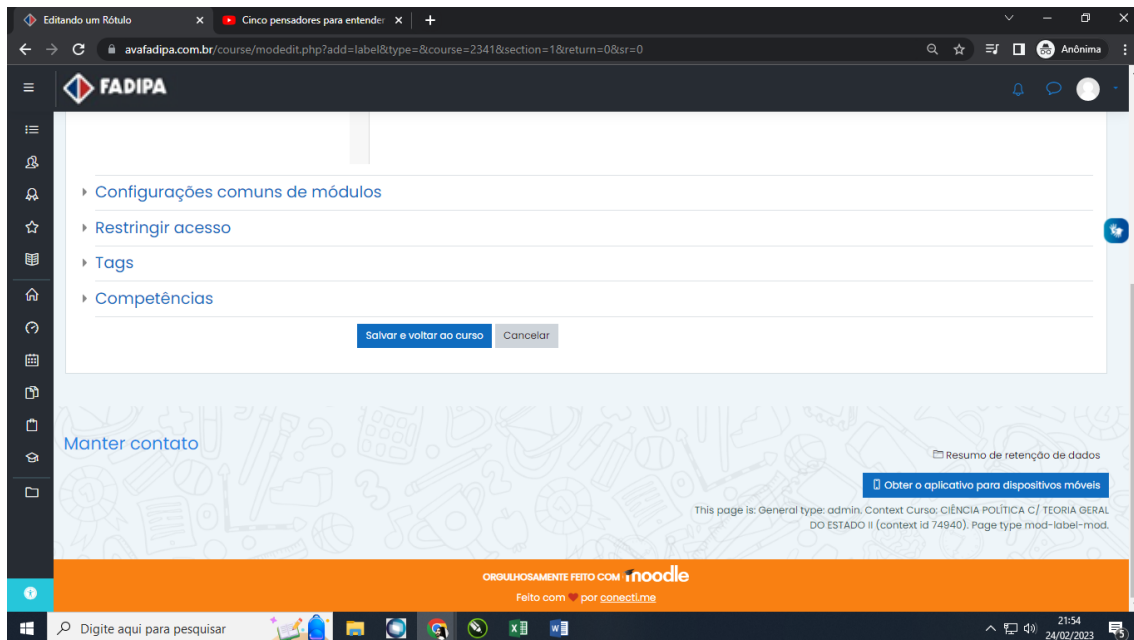 Editando um Rótulo
Cinco pensadores para entender
avafadipa.com.br/course/modedit.php?add=label&type=&course=2341&section=1&return=0&sr=0
Anônima
FADIPA
Configurações comuns de módulos
Restringir acesso
Tags
Competências
Salvar e voltar ao curso
Cancelar
Manter contato
Resumo de retenção de dados
Obter o aplicativo para dispositivos móveis
This page is: General type: admin. Context Curso: CIÊNCIA POLÍTICA C/ TEORIA GERAL
DO ESTADO II (context id 74940). Page type mod-label-mod.
ORGULHOSAMENTE FEITO COM moodle
Feito com ❤ por conecti.me
Digite aqui para pesquisar
21:54
24/02/2023
5